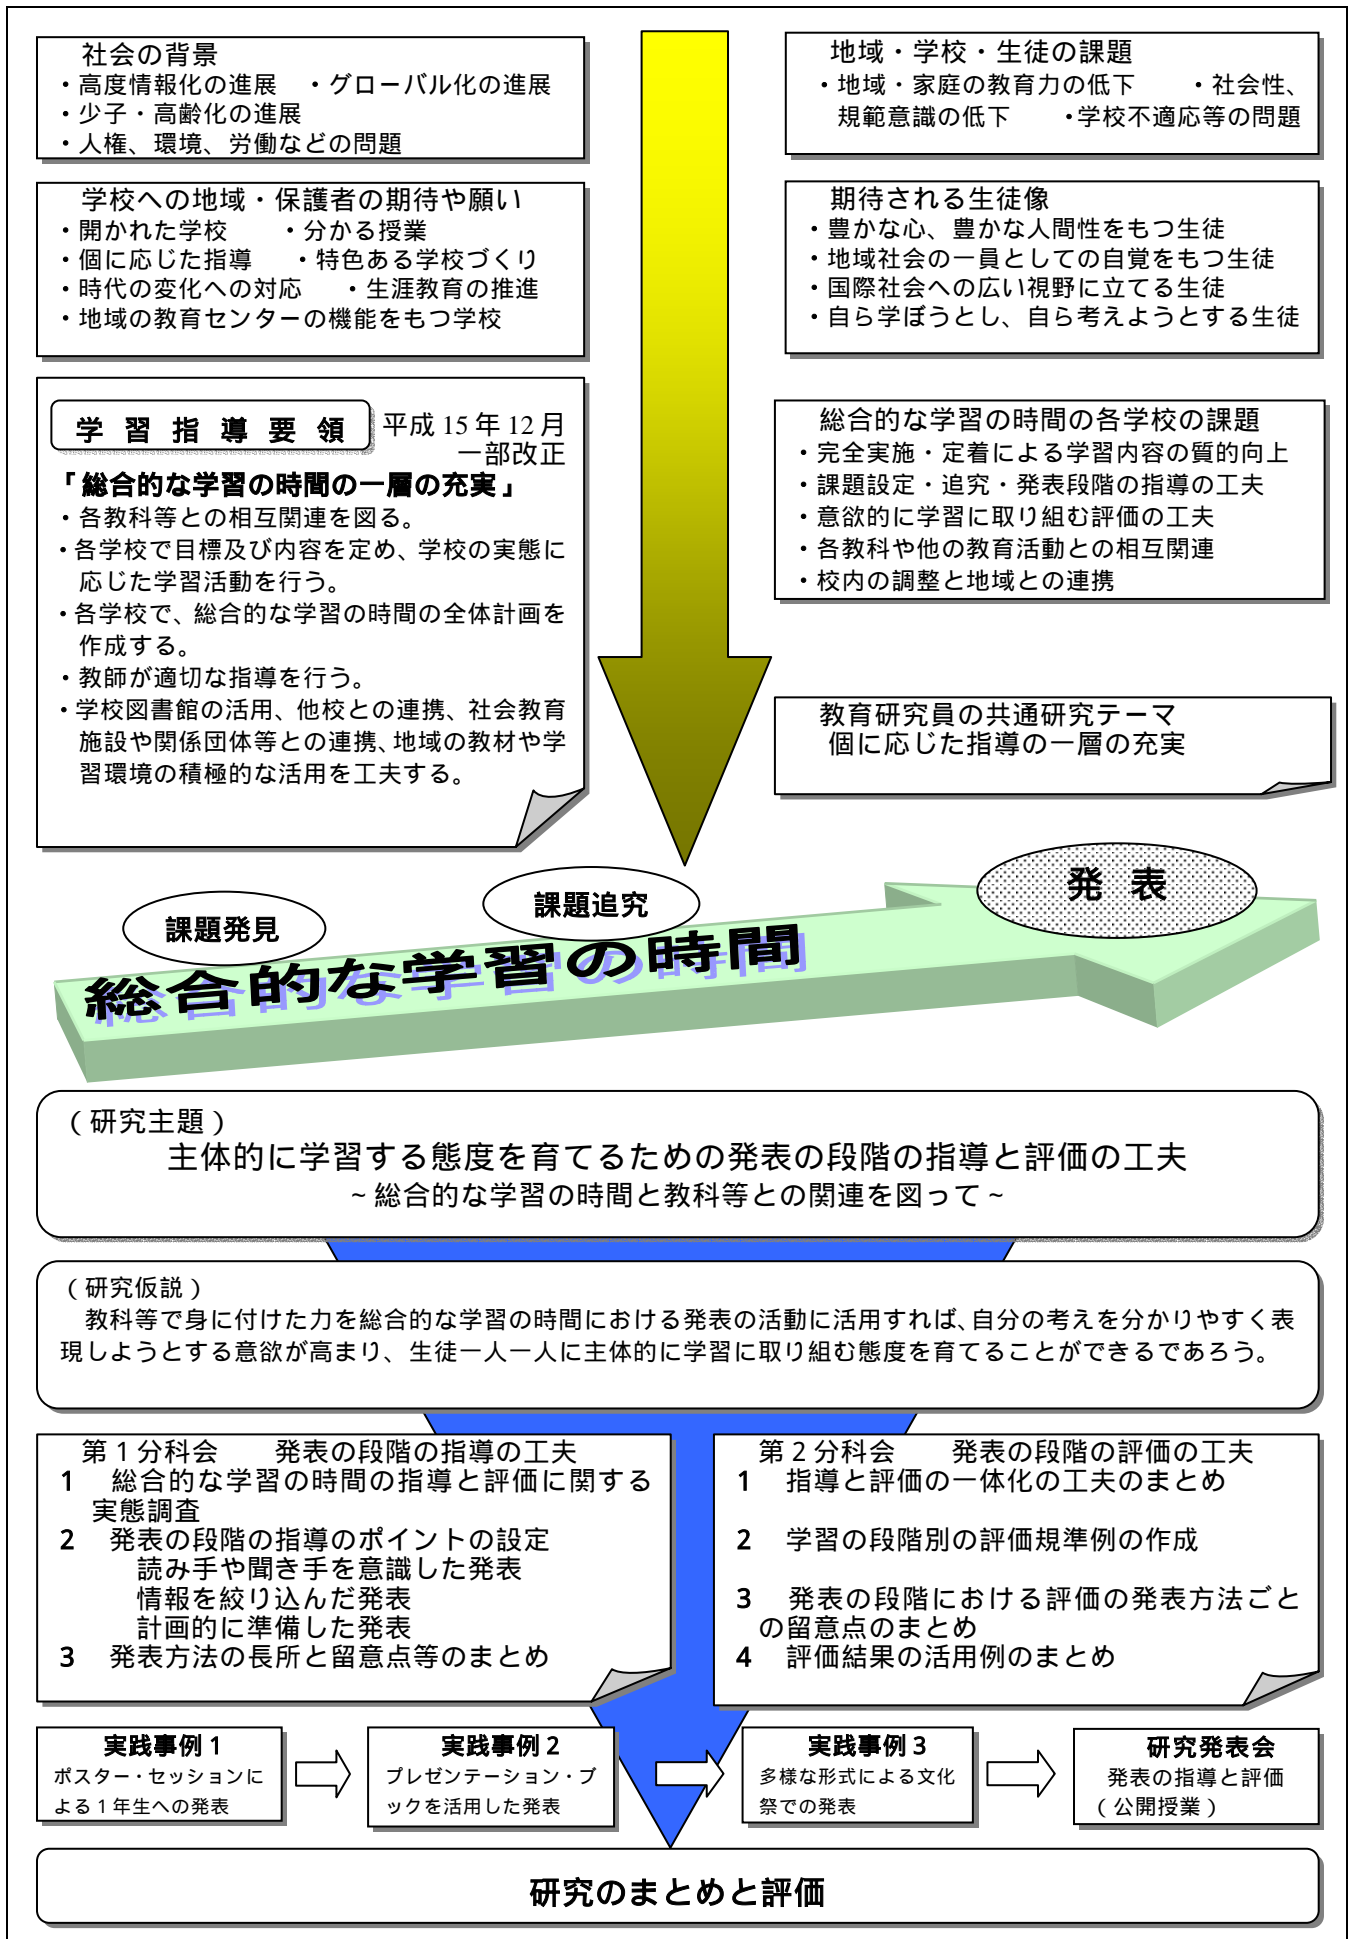 社会の背景
・高度情報化の進展　・グローバル化の進展
・少子・高齢化の進展
・人権、環境、労働などの問題
地域・学校・生徒の課題
・地域・家庭の教育力の低下　　・社会性、
規範意識の低下　　・学校不適応等の問題
学校への地域・保護者の期待や願い
・開かれた学校　　・分かる授業
・個に応じた指導　・特色ある学校づくり
・時代の変化への対応　・生涯教育の推進
・地域の教育センターの機能をもつ学校
期待される生徒像
・豊かな心、豊かな人間性をもつ生徒
・地域社会の一員としての自覚をもつ生徒
・国際社会への広い視野に立てる生徒
・自ら学ぼうとし、自ら考えようとする生徒
学習指導要領　平成15年12月
一部改正
「総合的な学習の時間の一層の充実」
・各教科等との相互関連を図る。
・各学校で目標及び内容を定め、学校の実態に
応じた学習活動を行う。
・各学校で、総合的な学習の時間の全体計画を
作成する。
・教師が適切な指導を行う。
・学校図書館の活用、他校との連携、社会教育
施設や関係団体等との連携、地域の教材や学
習環境の積極的な活用を工夫する。
総合的な学習の時間の各学校の課題
・完全実施・定着による学習内容の質的向上
・課題設定・追究・発表段階の指導の工夫
・意欲的に学習に取り組む評価の工夫
・各教科や他の教育活動との相互関連
・校内の調整と地域との連携
教育研究員の共通研究テーマ
個に応じた指導の一層の充実
課題発見
課題追究
発　表
総合的な学習の時間
（研究主題）
主体的に学習する態度を育てるための発表の段階の指導と評価の工夫
～総合的な学習の時間と教科等との関連を図って～
（研究仮説）
教科等で身に付けた力を総合的な学習の時間における発表の活動に活用すれば、自分の考えを分かりやすく表
現しようとする意欲が高まり、生徒一人一人に主体的に学習に取り組む態度を育てることができるであろう。
第１分科会　　発表の段階の指導の工夫
1　総合的な学習の時間の指導と評価に関する
実態調査
2　発表の段階の指導のポイントの設定
読み手や聞き手を意識した発表
情報を絞り込んだ発表
計画的に準備した発表
3　発表方法の長所と留意点等のまとめ
第２分科会　　発表の段階の評価の工夫
1　指導と評価の一体化の工夫のまとめ
2　学習の段階別の評価規準例の作成
3　発表の段階における評価の発表方法ごと
の留意点のまとめ
4　評価結果の活用例のまとめ
実践事例１
ポスター・セッションに
よる１年生への発表
実践事例２
プレゼンテーション・ブ
ックを活用した発表
実践事例３
多様な形式による文化
祭での発表
研究発表会
発表の指導と評価
（公開授業）
研究のまとめと評価